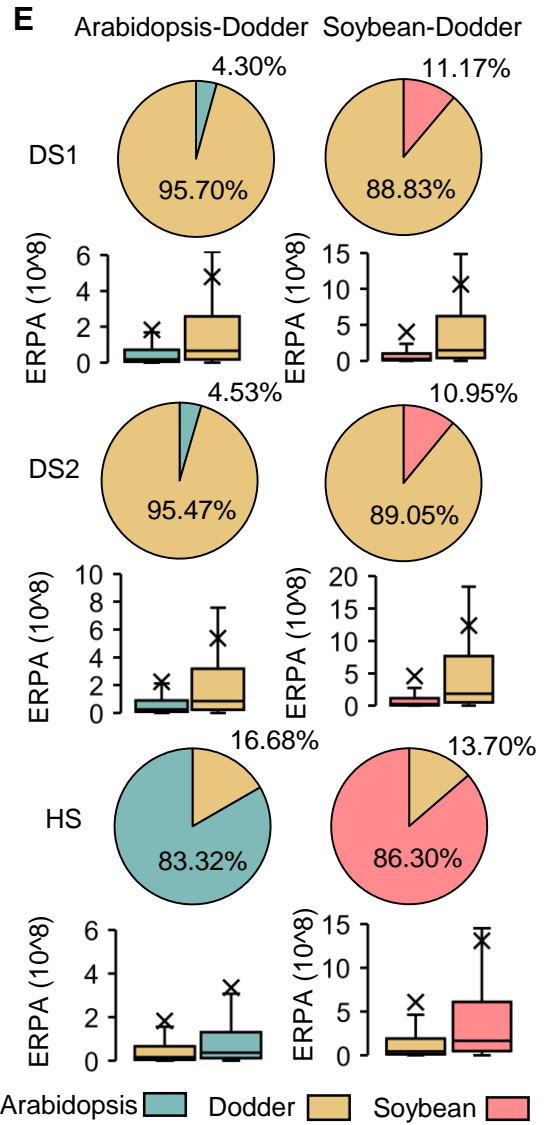 E
Arabidopsis-Dodder Soybean-Dodder
4.30% 11.17%
DS1
95.70% 88.83%
ERPA (10^8) 6 4 2 0
ERPA (10^8) 15 10 5 0
4.53% 10.95%
DS2
95.47% 89.05%
ERPA (10^8) 10 8 6 4 2 0
ERPA (10^8) 20 15 10 5 0
16.68% 13.70%
HS
83.32% 86.30%
ERPA (10^8) 6 4 2 0
ERPA (10^8) 15 10 5 0
Arabidopsis Dodder Soybean